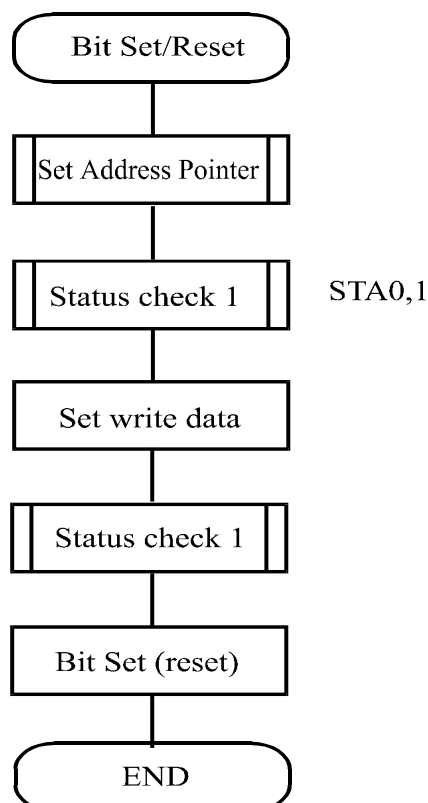 Bit Set/Reset
Set Address Pointer
Status check 1
STA0,1
Set write data
Status check 1
Bit Set (reset)
END